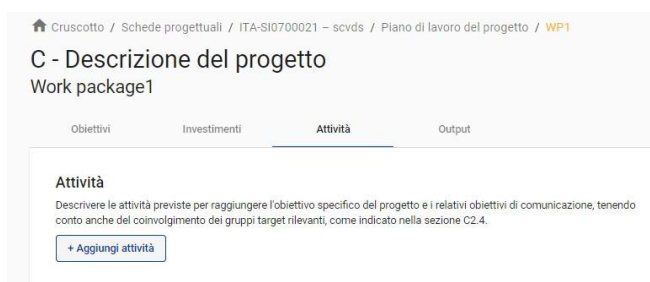 Cruscotto / Schede progettuali / ITA-SI0700021 – scvds / Piano di lavoro del progetto / WP1
C - Descrizione del progetto
Work package1
Obiettivi Investimenti Attività Output
Attività
Descrivere le attività previste per raggiungere l'obiettivo specifico del progetto e i relativi obiettivi di comunicazione, tenendo
conto anche del coinvolgimento dei gruppi target rilevanti, come indicato nella sezione C2.4.
+ Aggiungi attività